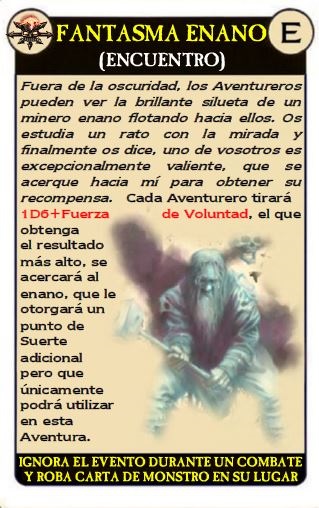 FANTASMA ENANO
E
(ENCUENTRO)
Fuera de la oscuridad, los Aventureros
pueden ver la brillante silueta de un
minero enano flotando hacia ellos. Os
estudia un rato con la mirada y
finalmente os dice, uno de vosotros es
excepcionalmente valiente, que se
acerque hacia mí para obtener su
recompensa. Cada Aventurero tirará
1D6+Fuerza de Voluntad, el que
obtenga
el resultado
más alto, se
acercará al
enano, que le
otorgará un
punto de
Suerte
adicional
pero que
únicamente
podrá utilizar
en esta
Aventura.
IGNORA EL EVENTO DURANTE UN COMBATE
Y ROBA CARTA DE MONSTRO EN SU LUGAR